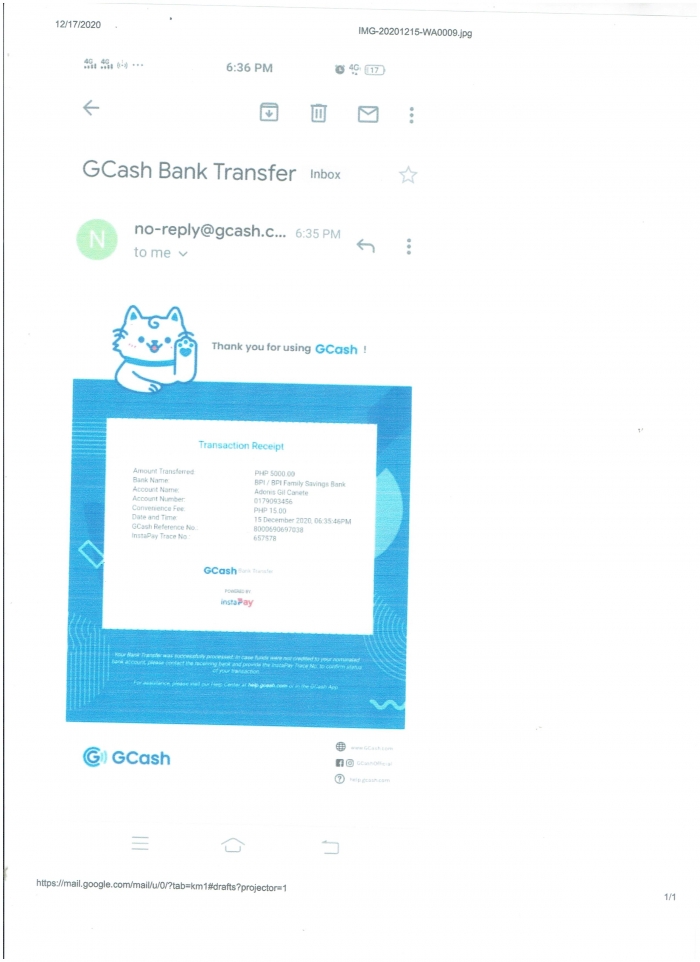 12/17/2020
IMG-20201215-WA0009.jpg
4G 4G
6:36 PM
4G 17
GCash Bank Transfer Inbox
N
no-reply@gcash.c... 6:35 PM
to me
Thank you for using GCash !
Transaction Receipt
Amount Transferred: PHP 5000.00
Bank Name: BPI / BPI Family Savings Bank
Account Name: Adonis Gil Canete
Account Number: 0179093456
Convenience Fee: PHP 15.00
Date and Time: 15 December 2020, 06:35:46PM
GCash Reference No.: 8000690697038
InstaPay Trace No.: 657578
GCash Bank Transfer
POWERED BY
instaPay
Your Bank Transfer was successfully processed. In case funds were not credited to your nominated
bank account, please contact the receiving bank and provide the InstaPay Trace NO. to confirm status
of your transaction.
For assistance, please visit our Help Center at help.gcash.com or in the GCash App.
GCash
www.GCash.com
GCashOfficial
help.gcash.com
https://mail.google.com/mail/u/0/?tab=km1#drafts?projector=1
1/1